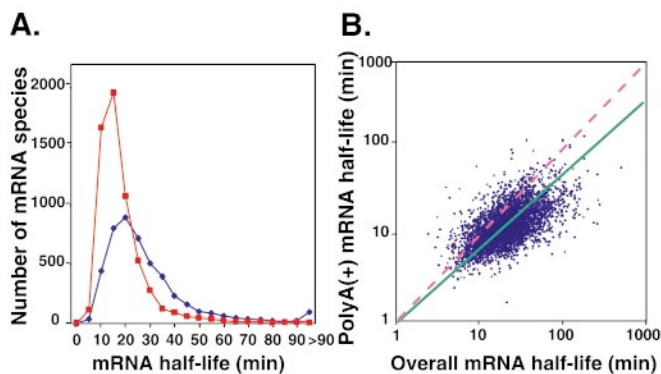 A.
Number of mRNA species
2000
1500
1000
500
0
0 10 20 30 40 50 60 70 80 90 >90
mRNA half-life (min)
B.
PolyA(+) mRNA half-life (min)
1000
100
10
1
1 10 100 1000
Overall mRNA half-life (min)